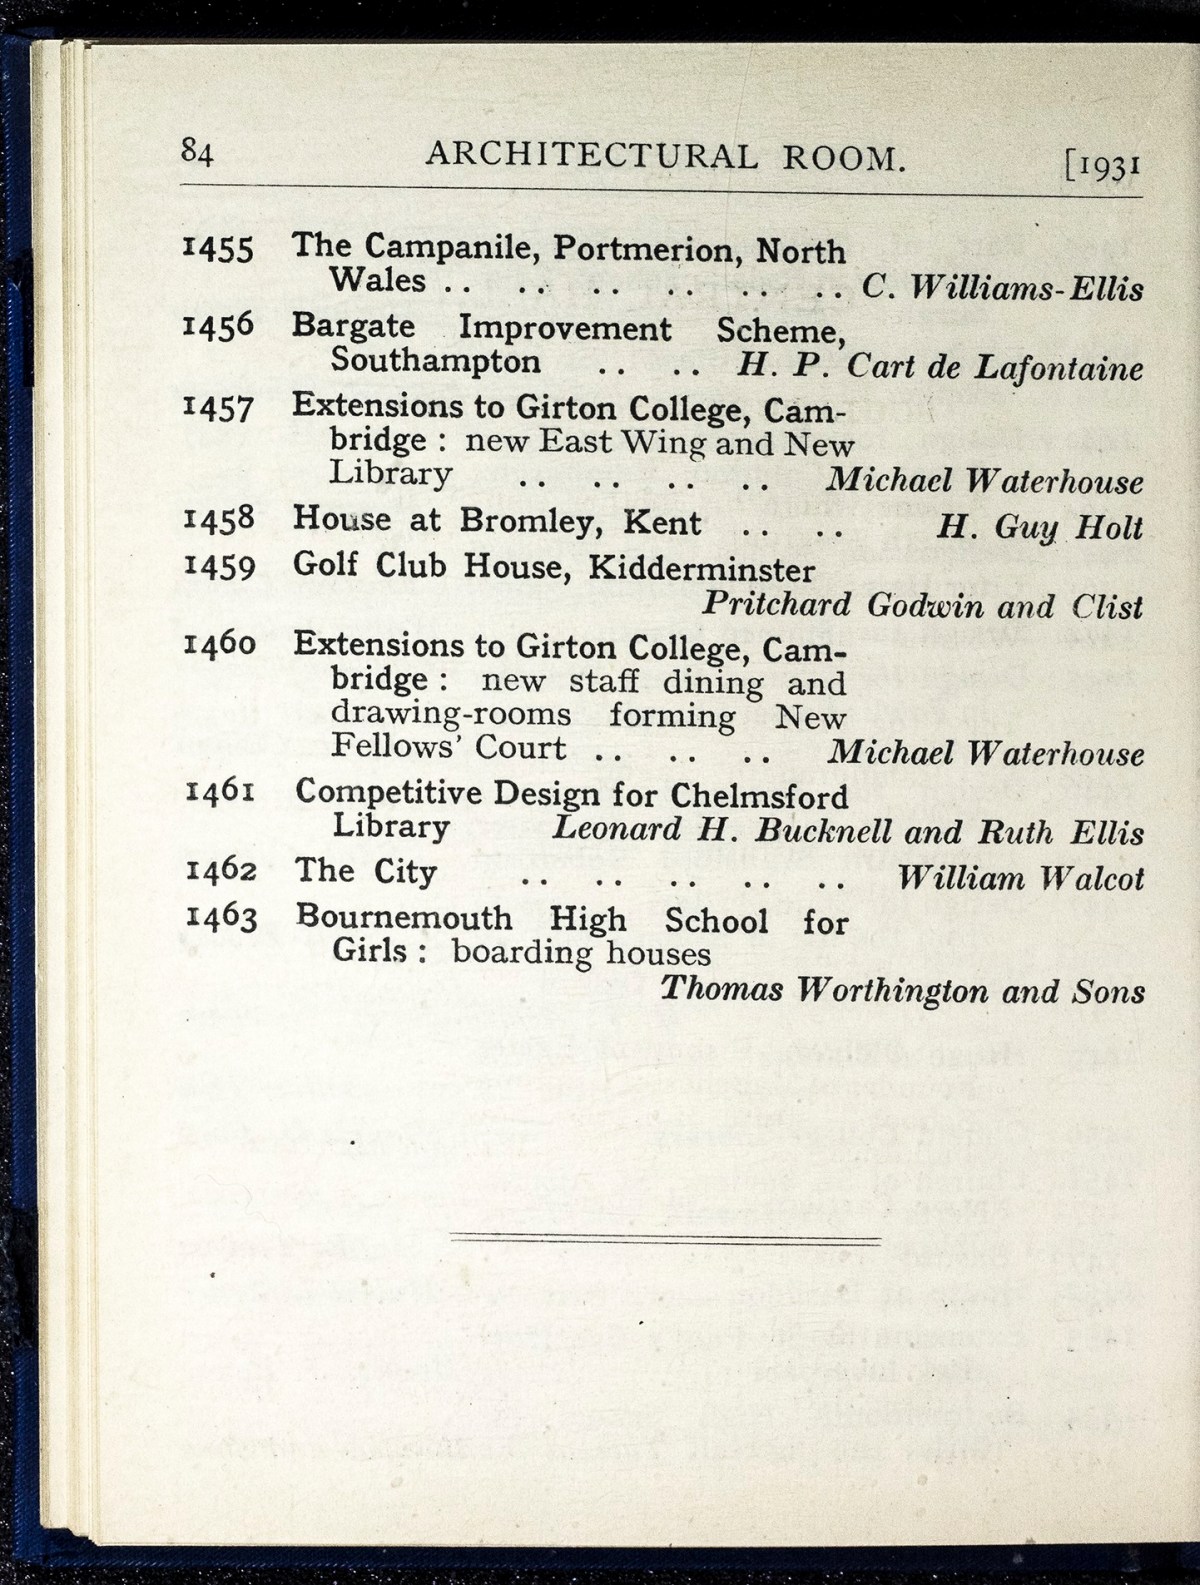 84 ARCHITECTURAL ROOM. [1931
1455 The Campanile, Portmerion, North
Wales .. .. .. .. .. .. C. Williams-Ellis
1456 Bargate Improvement Scheme,
Southampton .. .. H. P. Cart de Lafontaine
1457 Extensions to Girton College, Cam-
bridge : new East Wing and New
Library .. .. .. .. Michael Waterhouse
1458 House at Bromley, Kent .. .. H. Guy Holt
1459 Golf Club House, Kidderminster
Pritchard Godwin and Clist
1460 Extensions to Girton College, Cam-
bridge : new staff dining and
drawing-rooms forming New
Fellows' Court .. .. .. Michael Waterhouse
1461 Competitive Design for Chelmsford
Library Leonard H. Bucknell and Ruth Ellis
1462 The City .. .. .. .. .. William Walcot
1463 Bournemouth High School for
Girls : boarding houses
Thomas Worthington and Sons